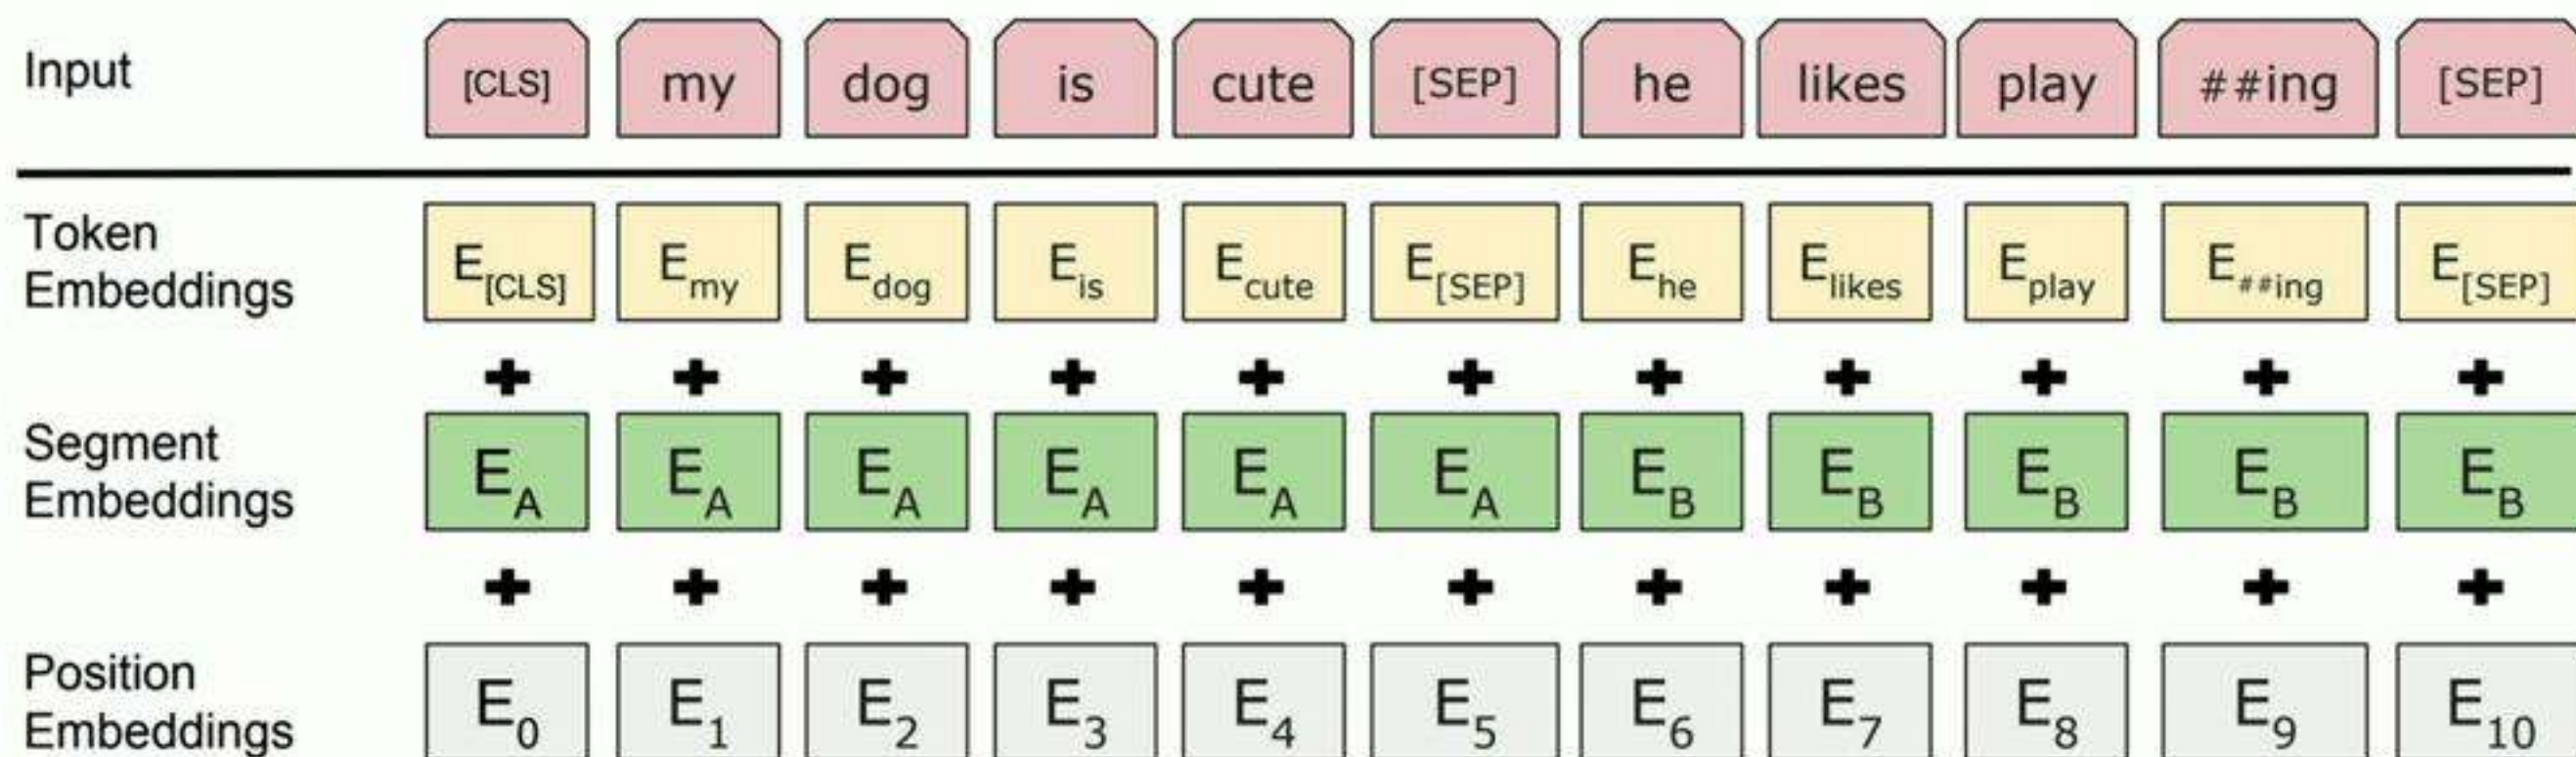 Input [CLS] my dog is cute [SEP] he likes play ##ing [SEP]
Token
Embeddings
E[CLS] Emy Edog Eis Ecute E[SEP] Ehe Elikes Eplay E##ing E[SEP]
+ + + + + + + + + + +
Segment
Embeddings
EA EA EA EA EA EA EB EB EB EB EB
+ + + + + + + + + + +
Position
Embeddings
E0 E1 E2 E3 E4 E5 E6 E7 E8 E9 E10